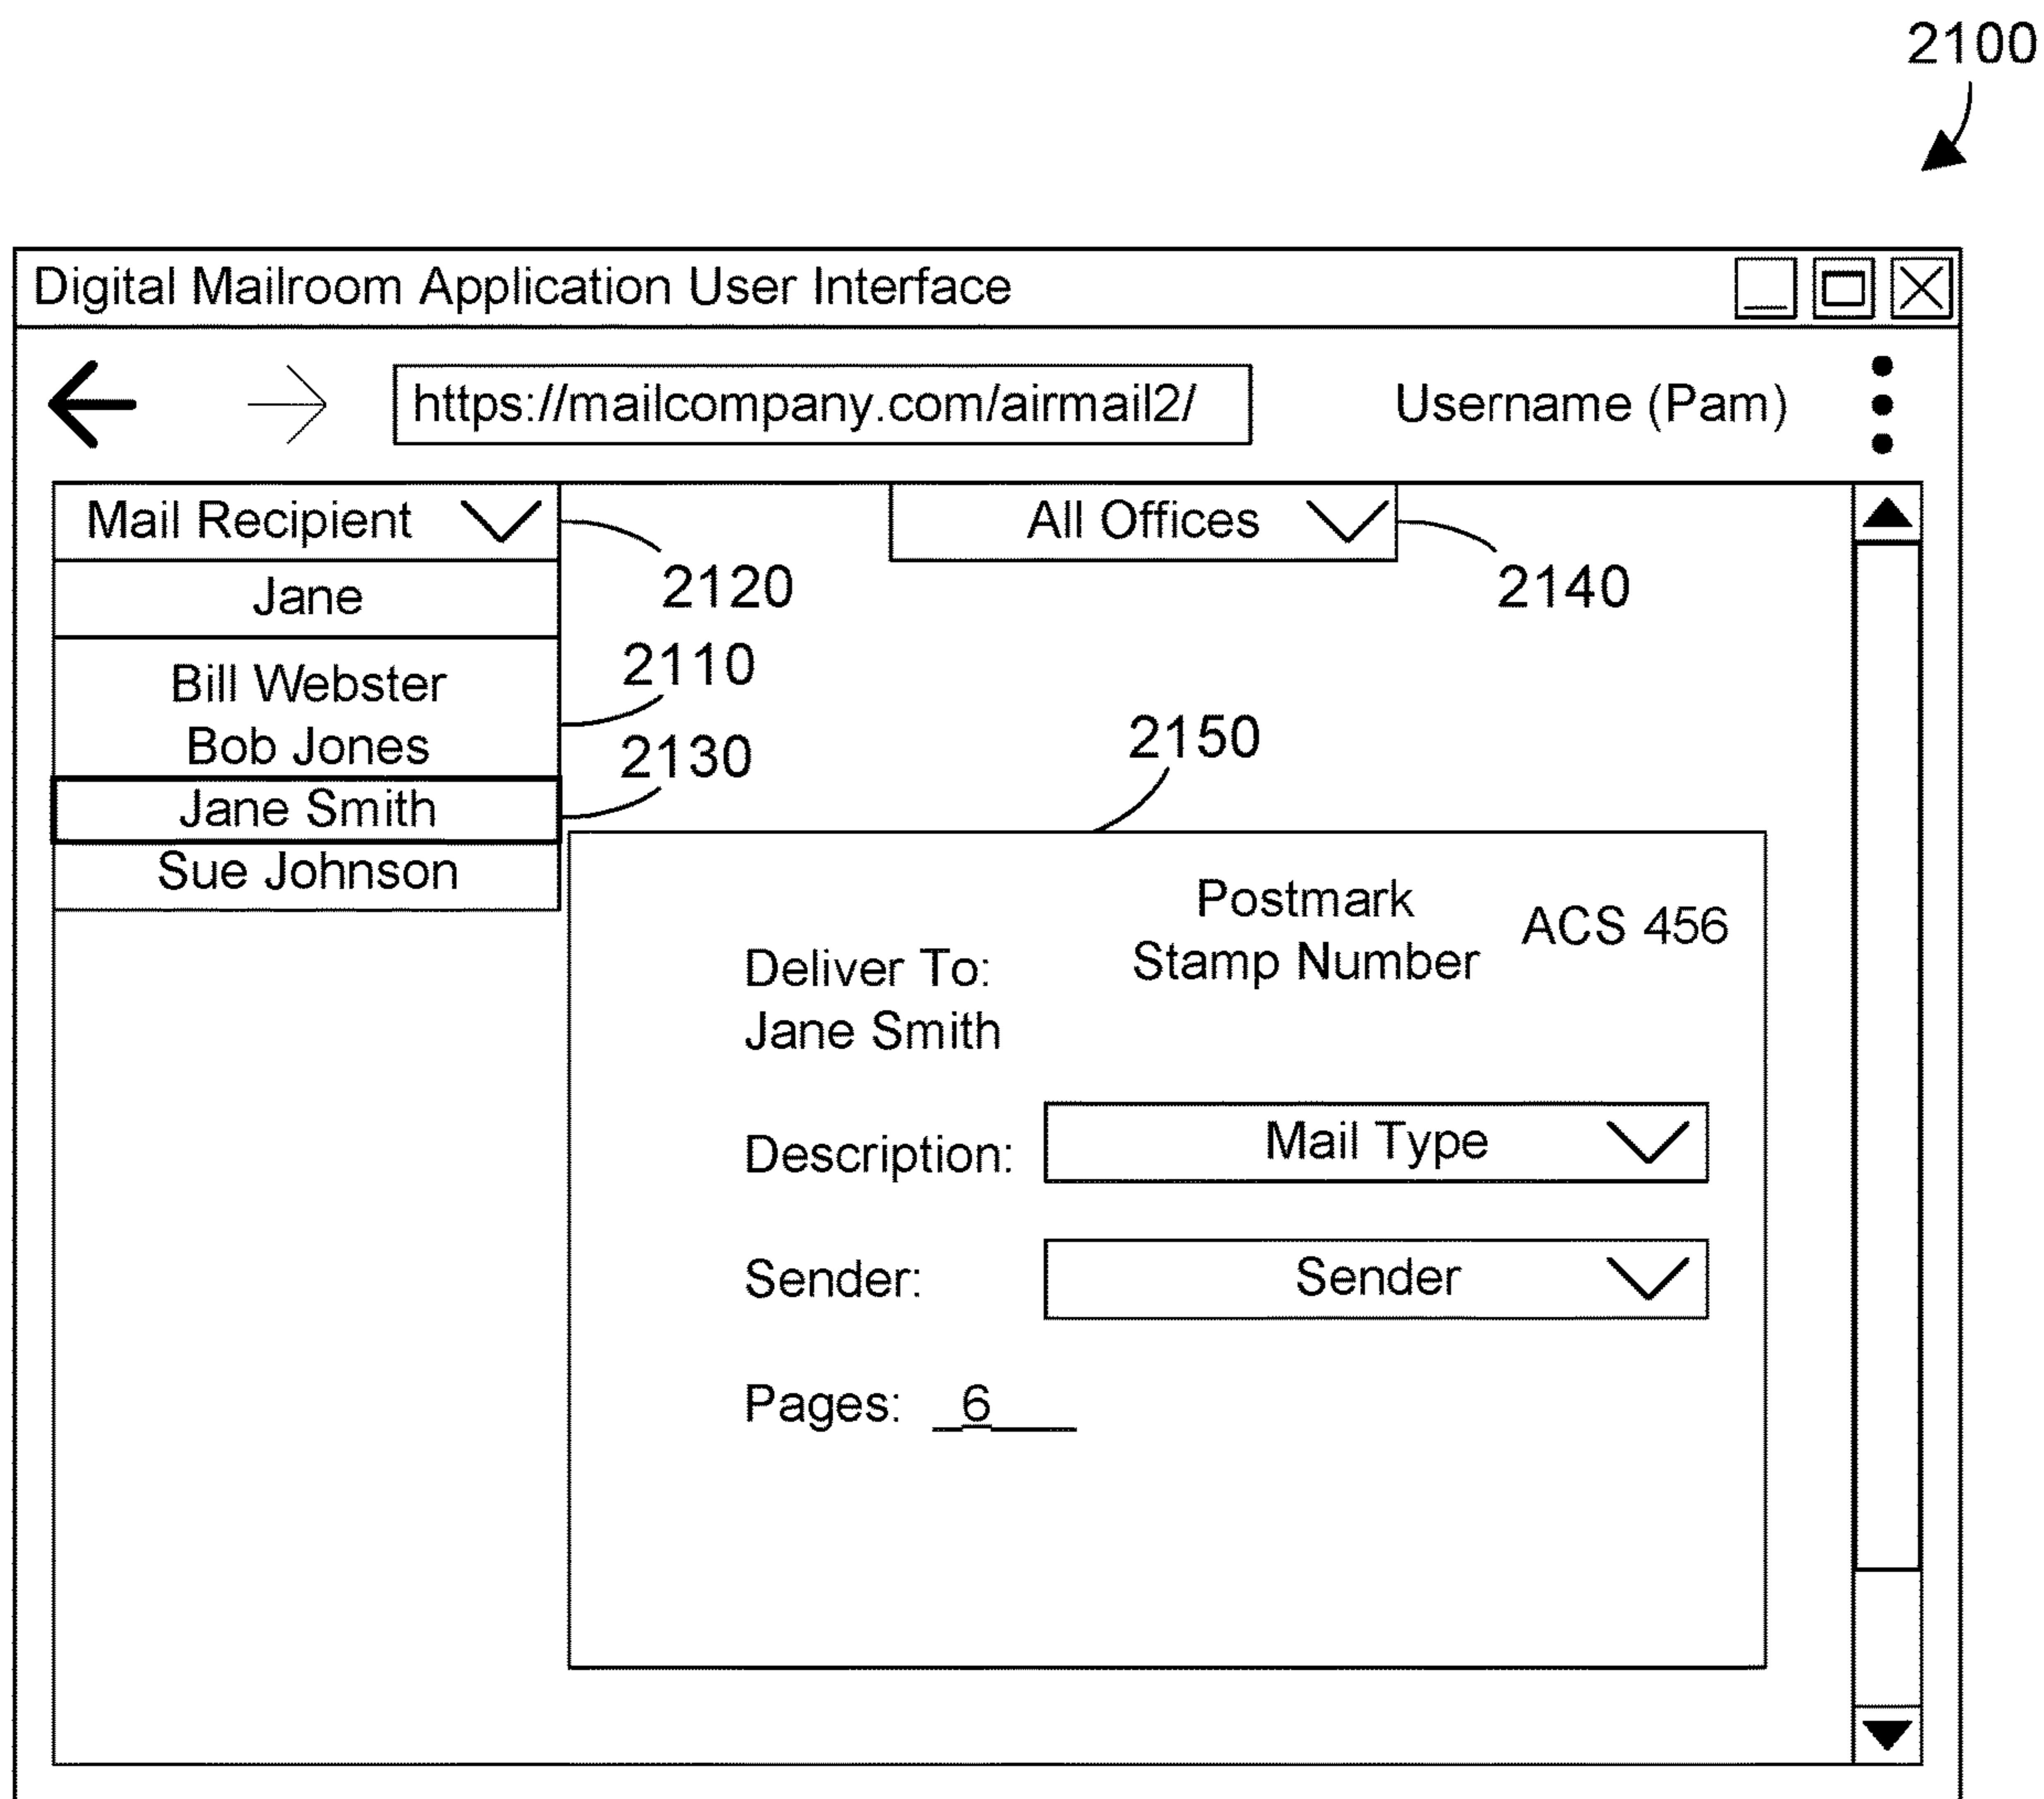 2100
Digital Mailroom Application User Interface
https://mailcompany.com/airmail2/
Username (Pam)
Mail Recipient
All Offices
2120
2140
Jane
Bill Webster
2110
Bob Jones
2130
2150
Jane Smith
Sue Johnson
Postmark
Stamp Number
ACS 456
Deliver To:
Jane Smith
Description:
Mail Type
Sender:
Sender
Pages: 6